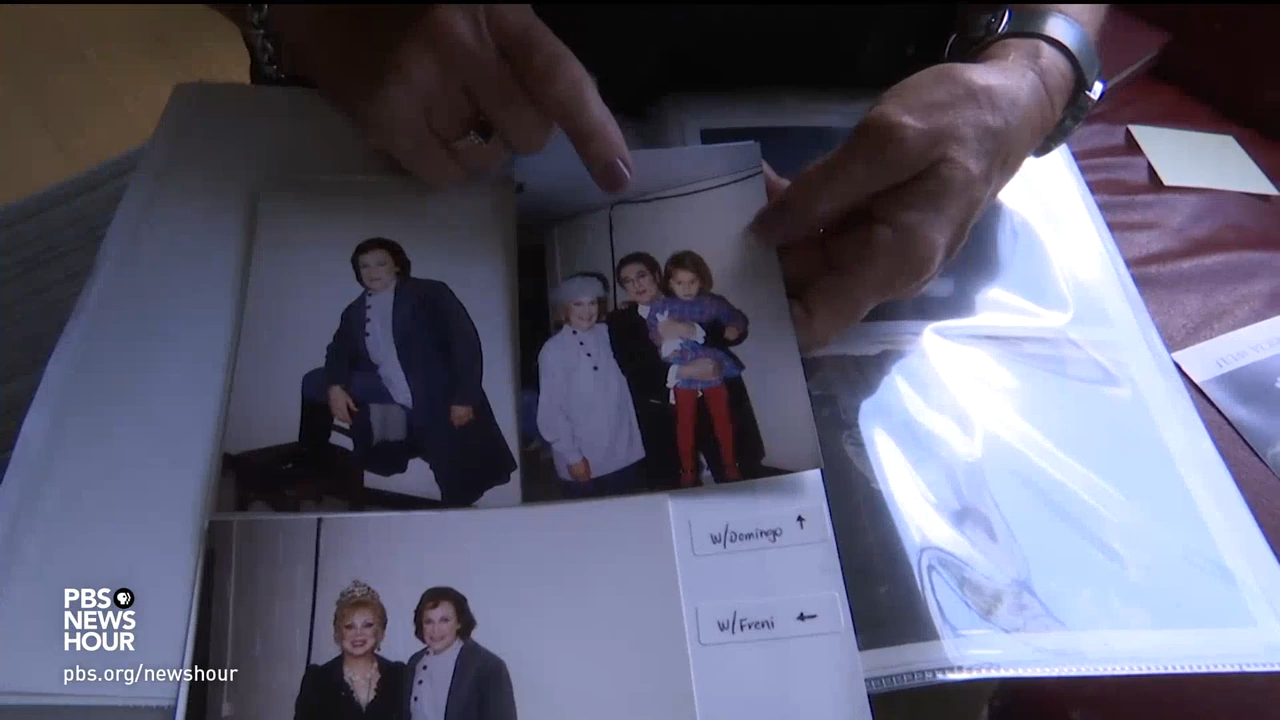 W/Domingo ↑
W/Freni ←
PBS
NEWS
HOUR
pbs.org/newshour